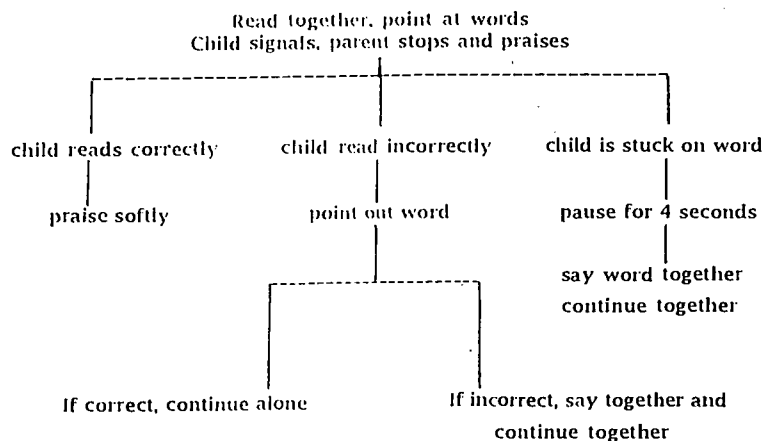 Read together, point at words
Child signals, parent stops and praises
child reads correctly
child read incorrectly
child is stuck on word
praise softly
point out word
pause for 4 seconds
say word together
continue together
If correct, continue alone
If incorrect, say together and
continue together